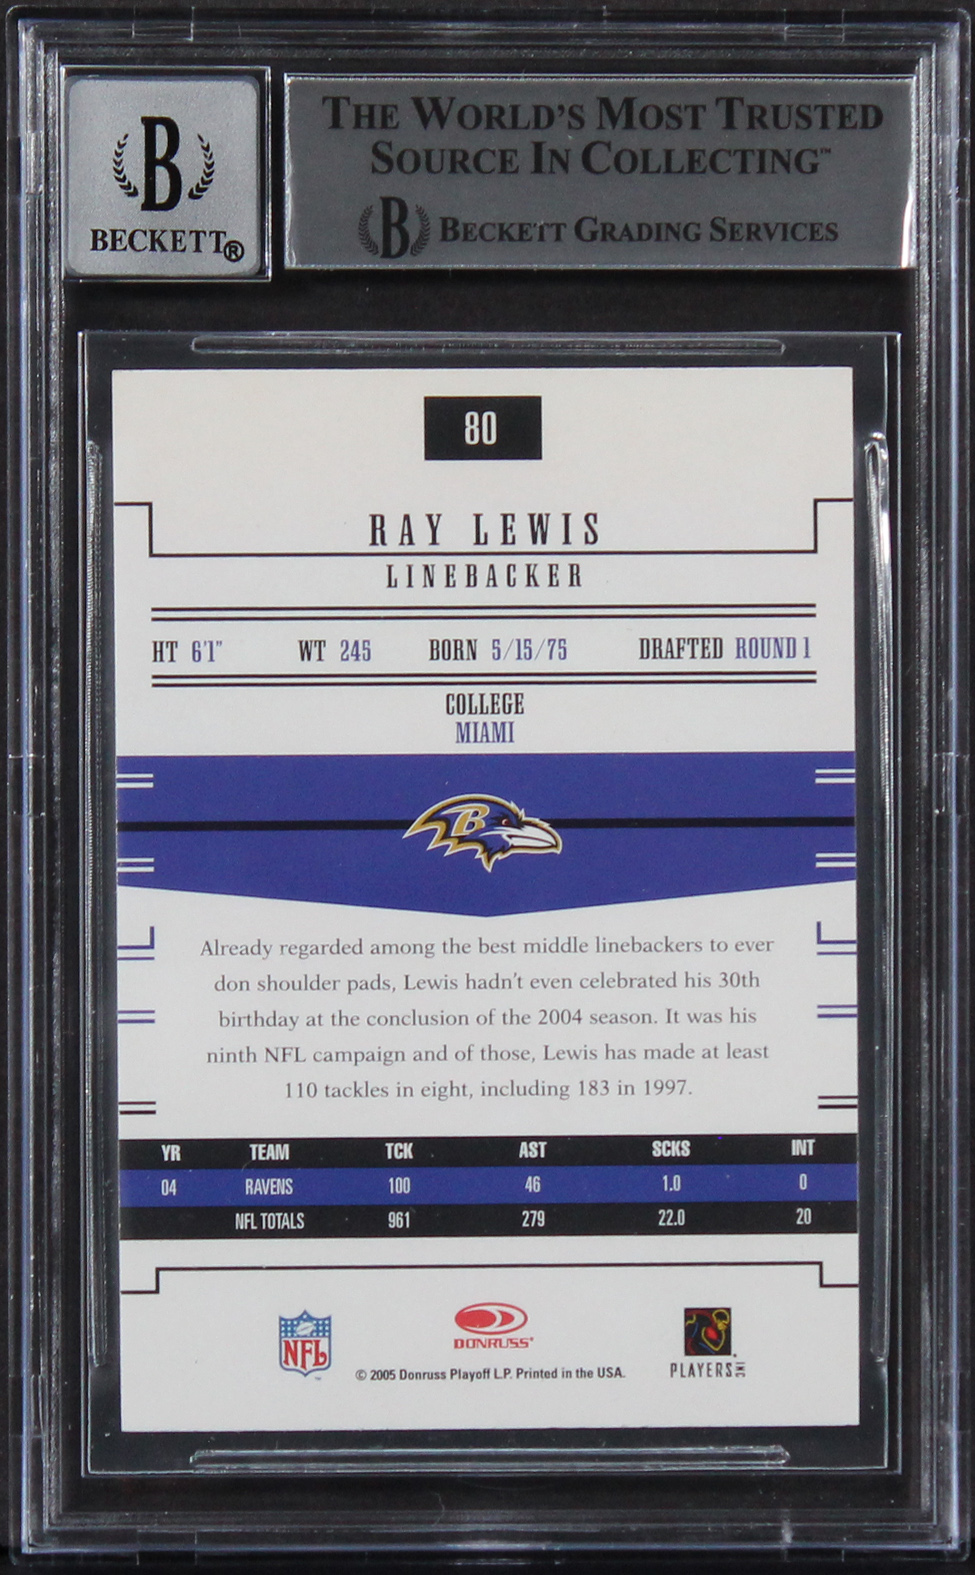 THE WORLD'S MOST TRUSTED
SOURCE IN COLLECTING™
B
BECKETT®
B BECKETT GRADING SERVICES
80
RAY LEWIS
LINEBACKER
HT 6'1" WT 245 BORN 5/15/75 DRAFTED ROUND 1
COLLEGE
MIAMI
B
Already regarded among the best middle linebackers to ever
don shoulder pads, Lewis hadn't even celebrated his 30th
birthday at the conclusion of the 2004 season. It was his
ninth NFL campaign and of those, Lewis has made at least
110 tackles in eight, including 183 in 1997.
YR TEAM TCK AST SCKS INT
04 RAVENS 100 46 1.0 0
NFL TOTALS 961 279 22.0 20
NFL
DONRUSS®
PLAYERS INC
© 2005 Donruss Playoff L.P. Printed in the USA.